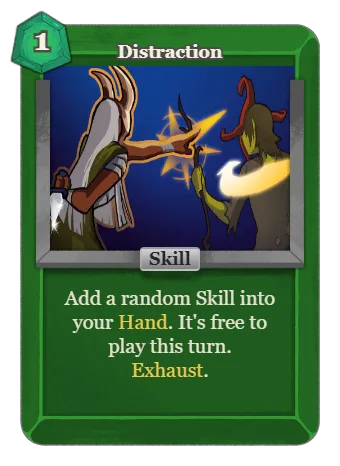 1
Distraction
Skill
Add a random Skill into
your Hand. It's free to
play this turn.
Exhaust.